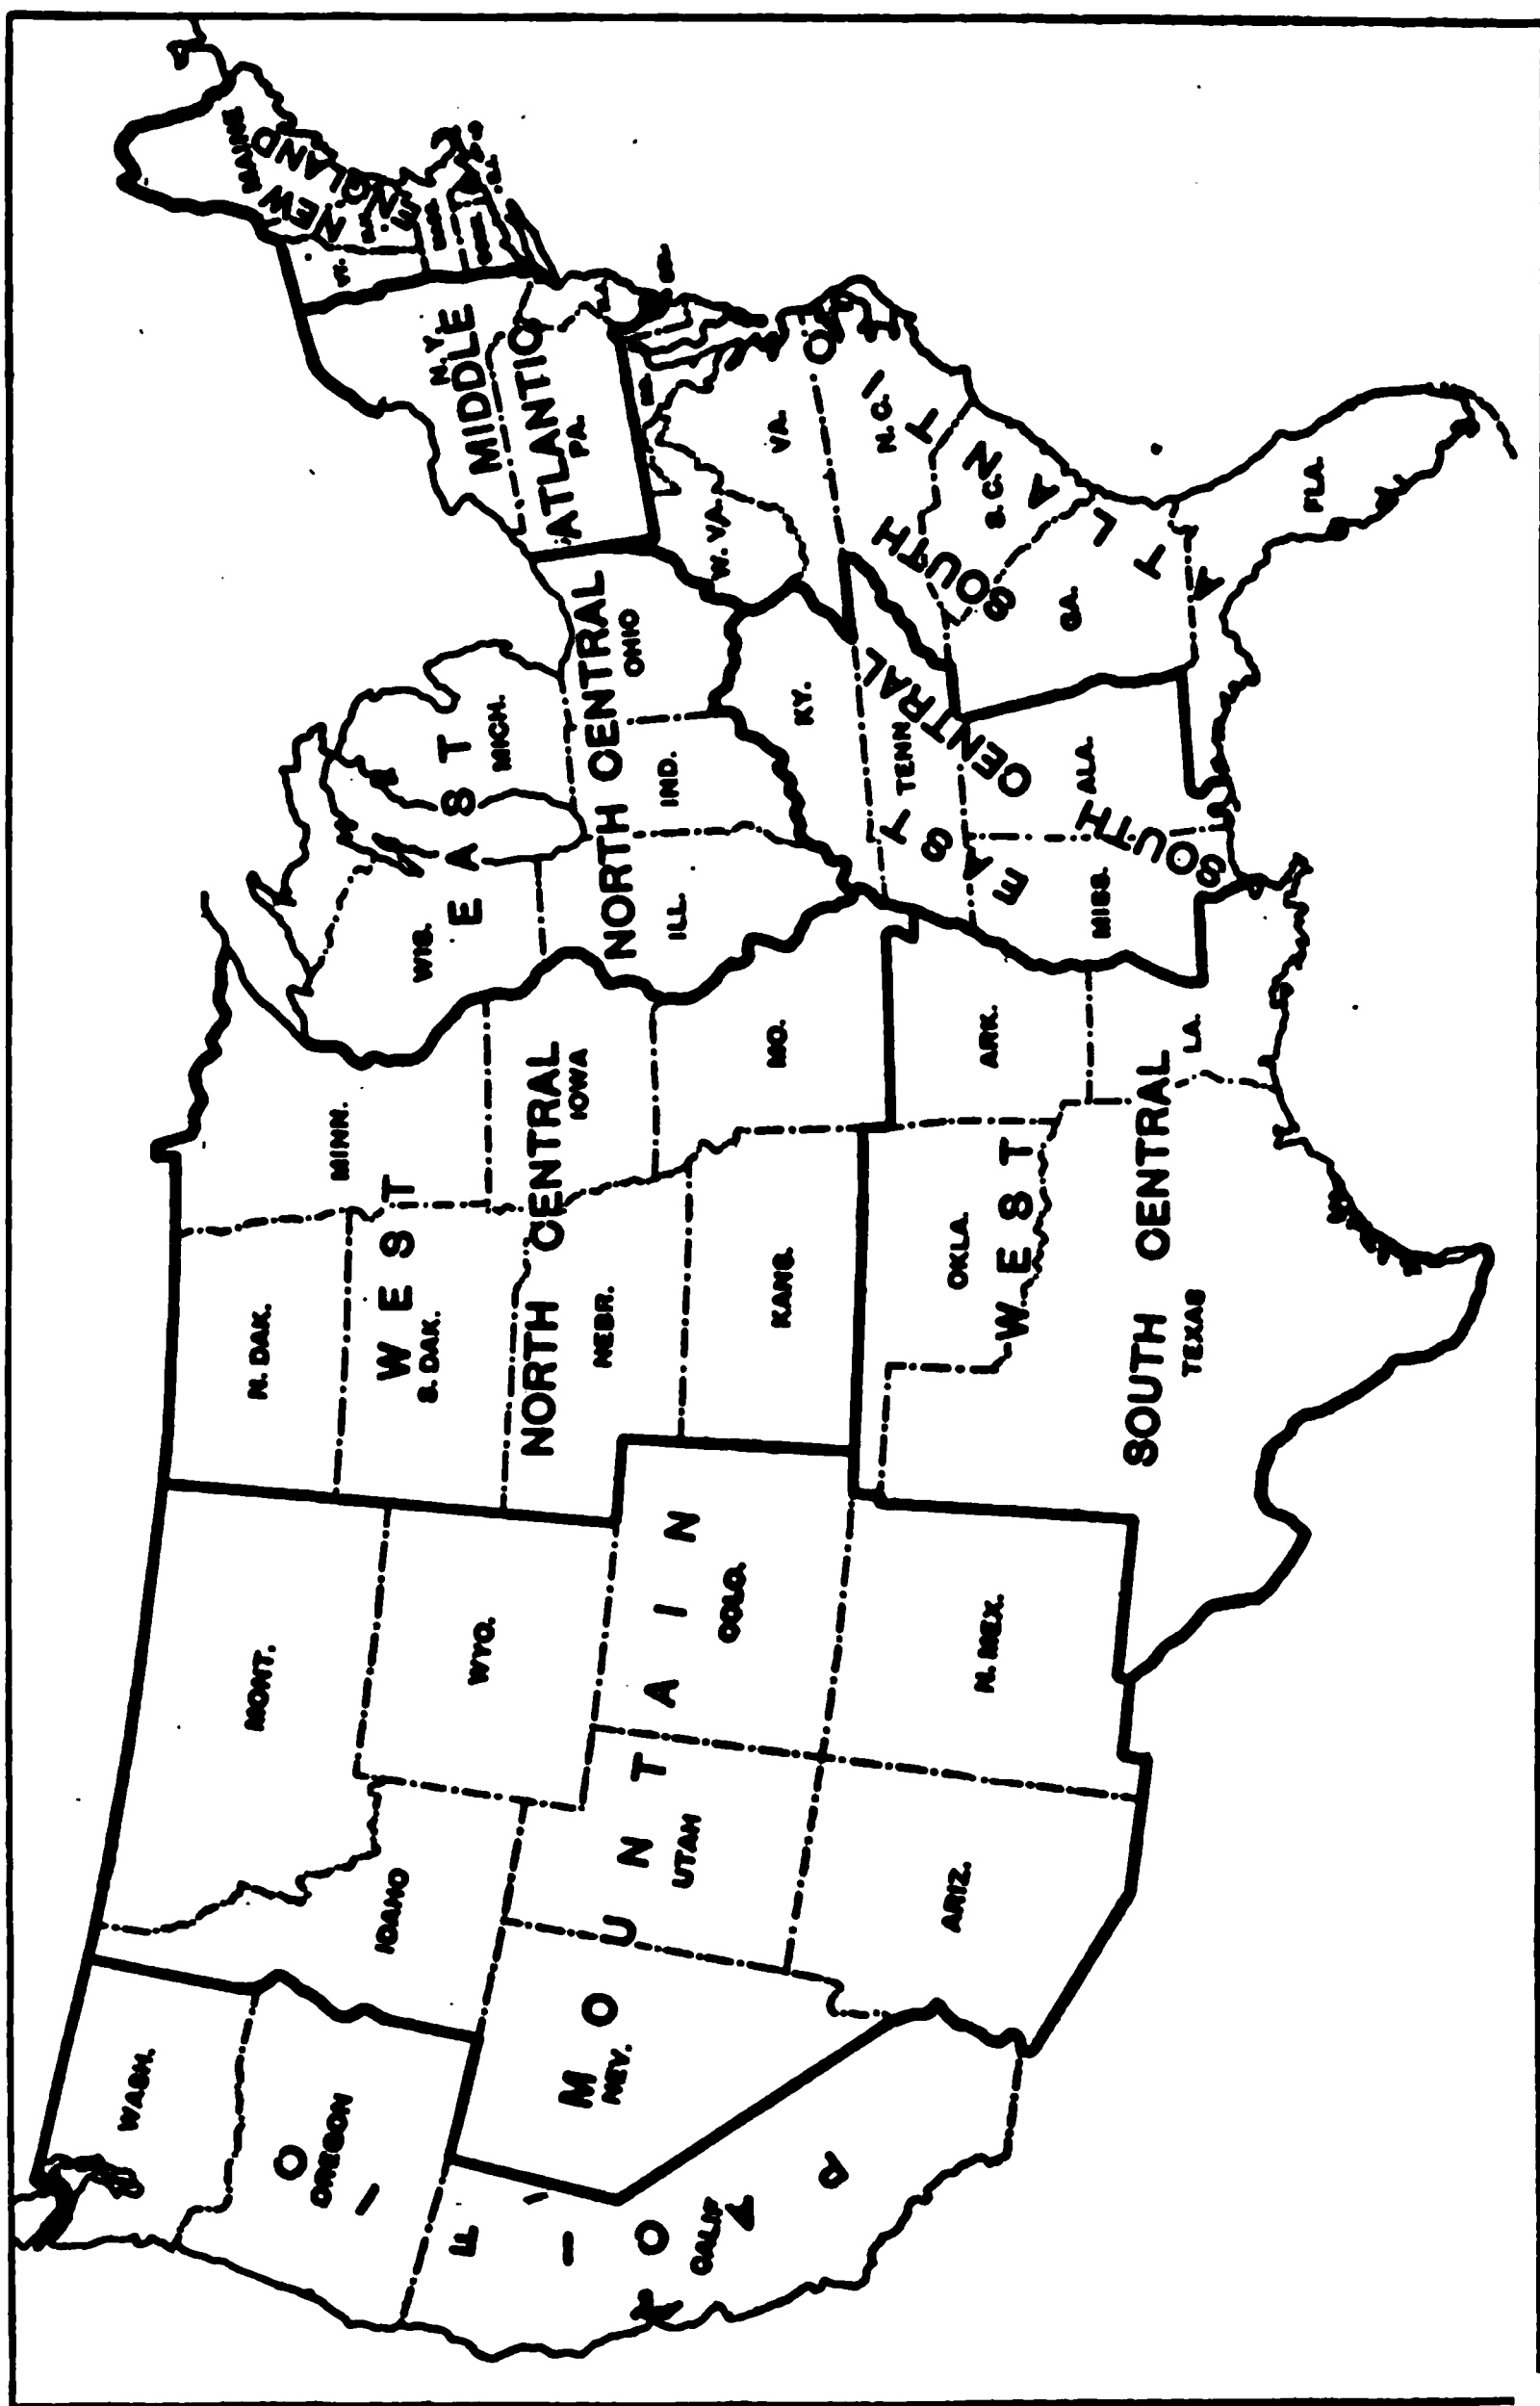 WASH.
OREGON
CALIF.
MOUNTAIN
MONT.
IDAHO
WYO.
NEV.
UTAH
COLO.
ARIZ.
N. MEX.
WEST
NORTH CENTRAL
N. DAK.
S. DAK.
MINN.
NEBR.
IOWA
KANS.
MO.
WEST
SOUTH CENTRAL
OKLA.
ARK.
TEXAS
LA.
EAST
NORTH CENTRAL
WIS.
MICH.
ILL.
IND.
OHIO
EAST
SOUTH CENTRAL
KY.
TENN.
MISS.
ALA.
SOUTH ATLANTIC
W. VA.
VA.
N.C.
S.C.
GA.
FLA.
MIDDLE
ATLANTIC
N.Y.
PA.
NEW
ENGLAND
MAINE